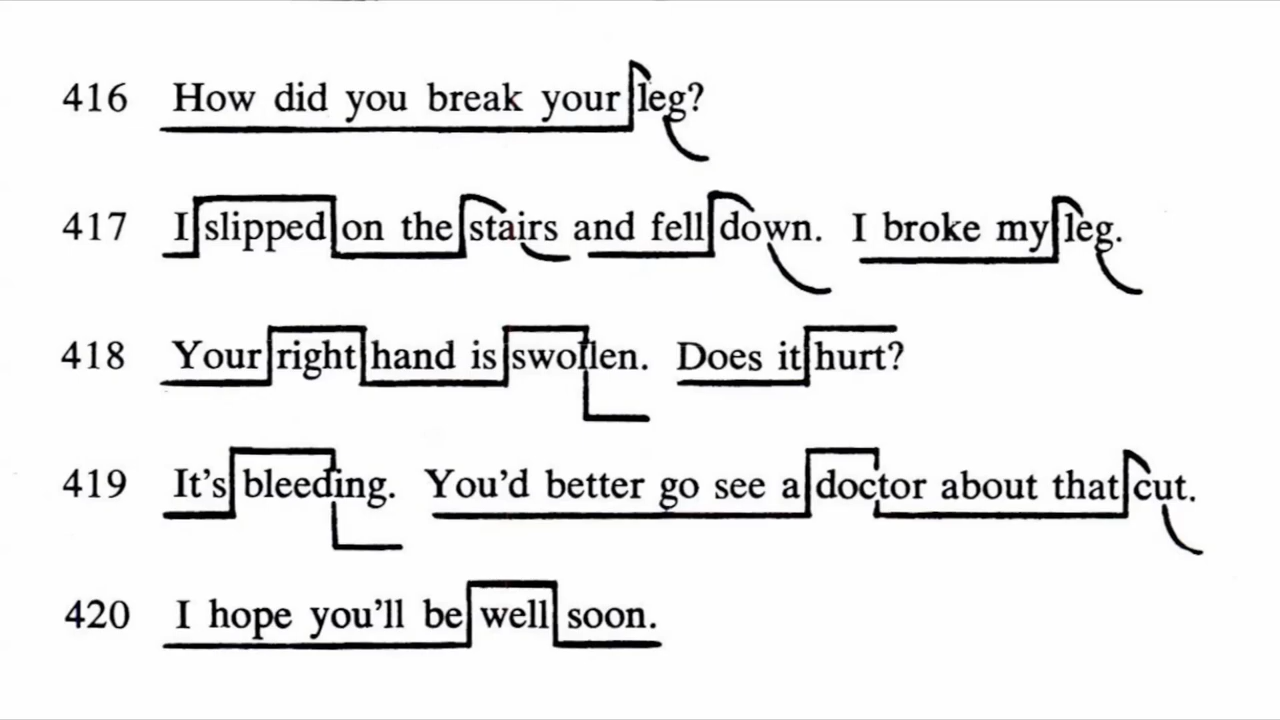 416 How did you break your leg?
417 I slipped on the stairs and fell down. I broke my leg.
418 Your right hand is swollen. Does it hurt?
419 It's bleeding. You'd better go see a doctor about that cut.
420 I hope you'll be well soon.